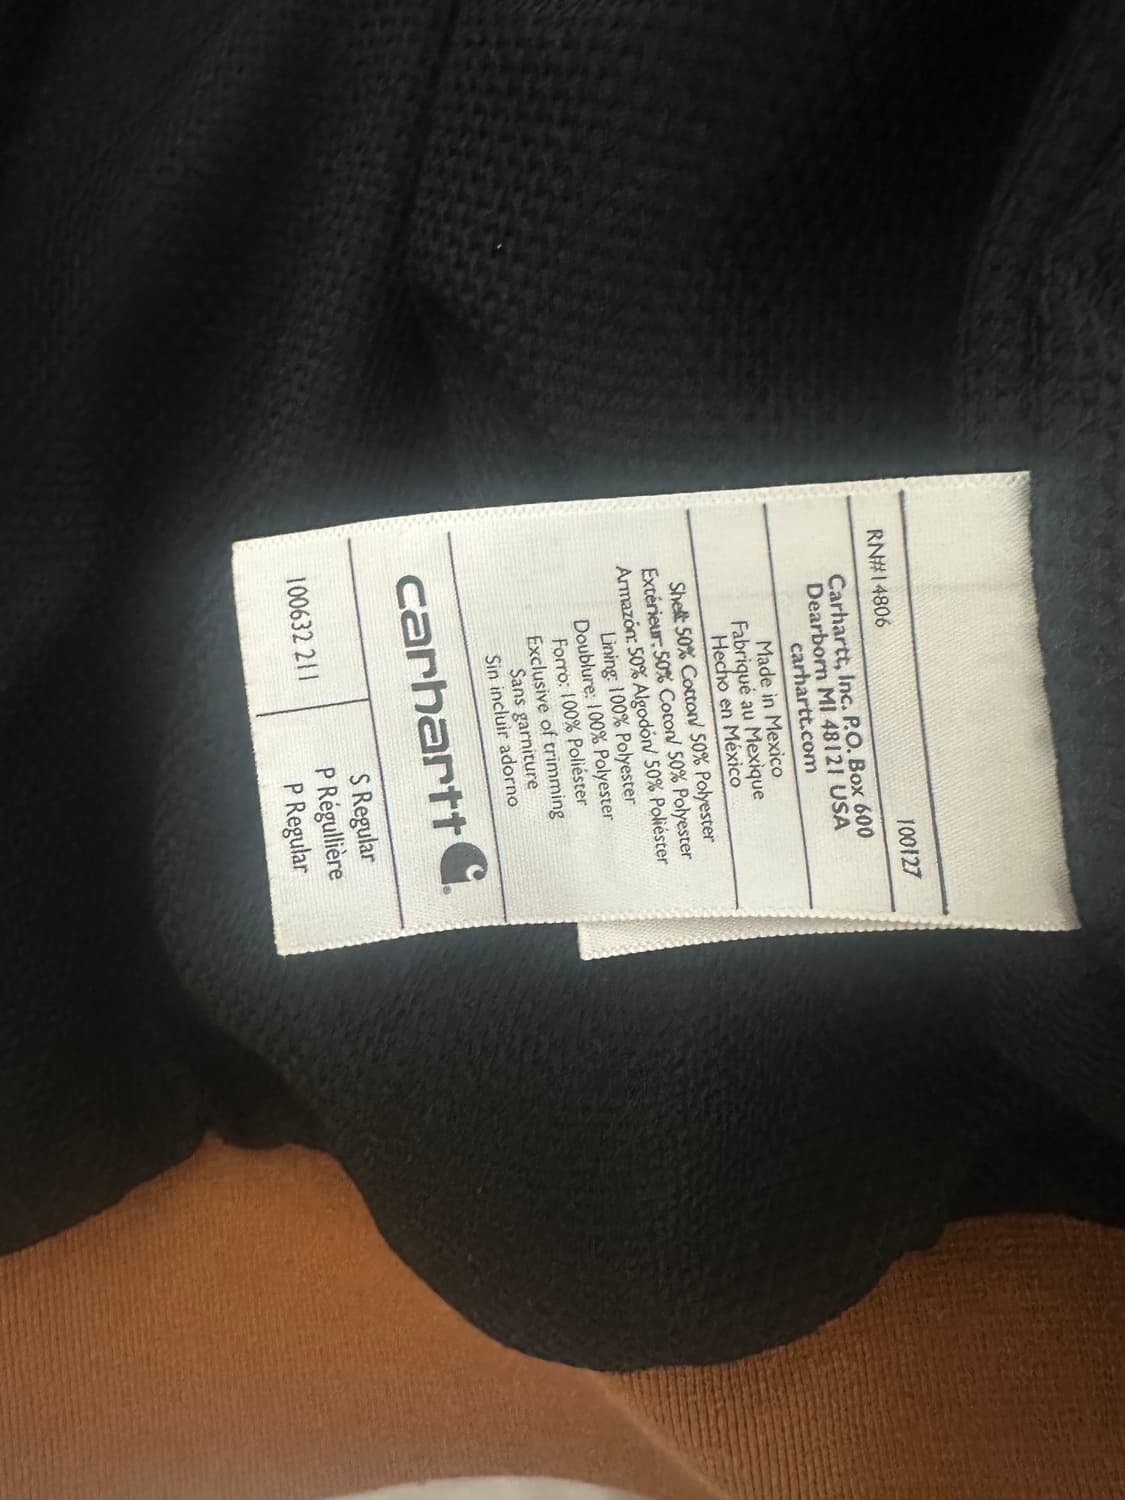 100632 211
S Regular
P Régullière
P Regular
carhartt
Shell: 50% Cotton/ 50% Polyester
Extérieur: 50% Coton/ 50% Polyester
Armazón: 50% Algodón/ 50% Poliéster
Lining: 100% Polyester
Doublure: 100% Polyester
Forro: 100% Poliéster
Exclusive of trimming
Sans garniture
Sin incluir adorno
Made in Mexico
Fabriqué au Mexique
Hecho en México
Carhartt, Inc. P.O. Box 600
Dearborn MI 48121 USA
carhartt.com
RN#14806
100127